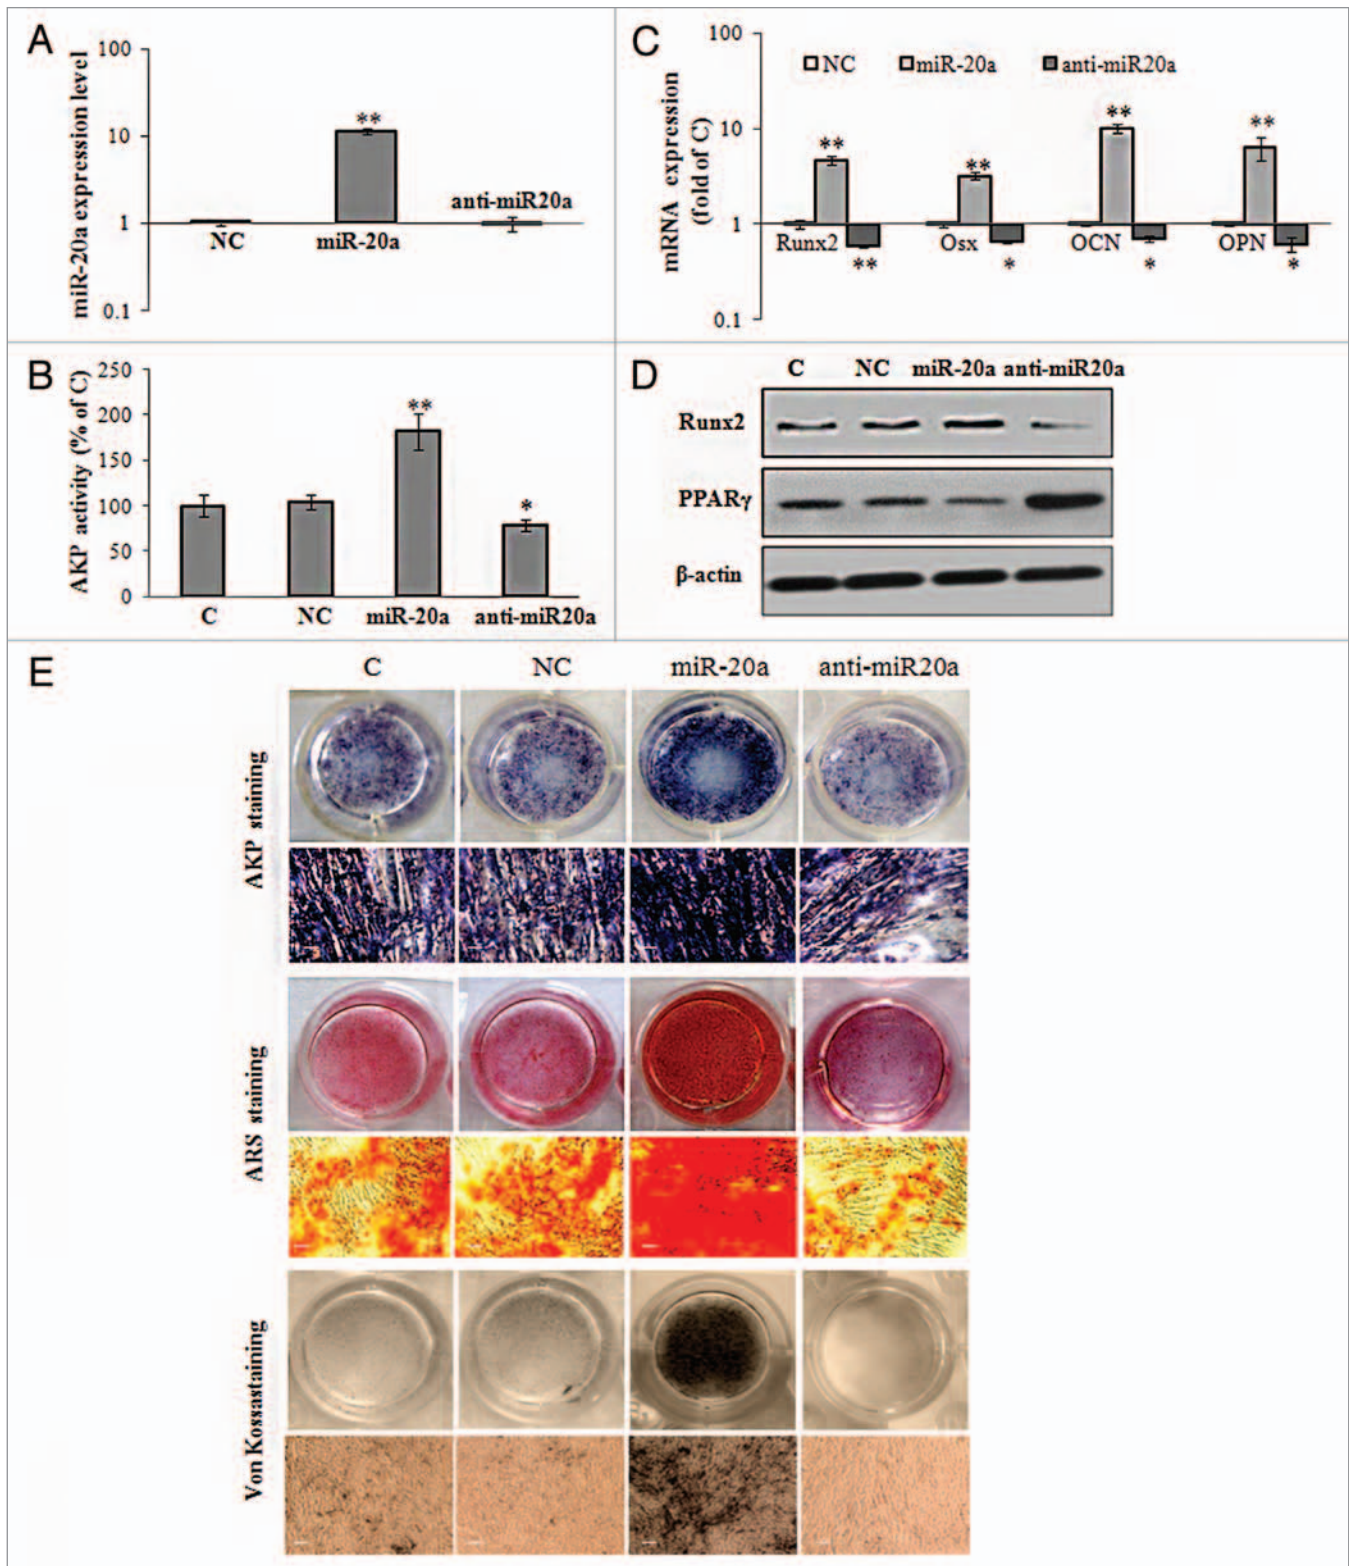 A
miR-20a expression level
100
10
1
0.1
**
NC
miR-20a
anti-miR20a
C
mRNA expression
(fold of C)
100
10
1
0.1
NC miR-20a anti-miR20a
** ** ** **
Runx2 Osx OCN OPN
** * * *
B
AKP activity (% of C)
250
200
150
100
50
0
**
*
C NC miR-20a anti-miR20a
D
C NC miR-20a anti-miR20a
Runx2
PPARγ
β-actin
E
C NC miR-20a anti-miR20a
AKP staining
ARS staining
Von Kossastaining